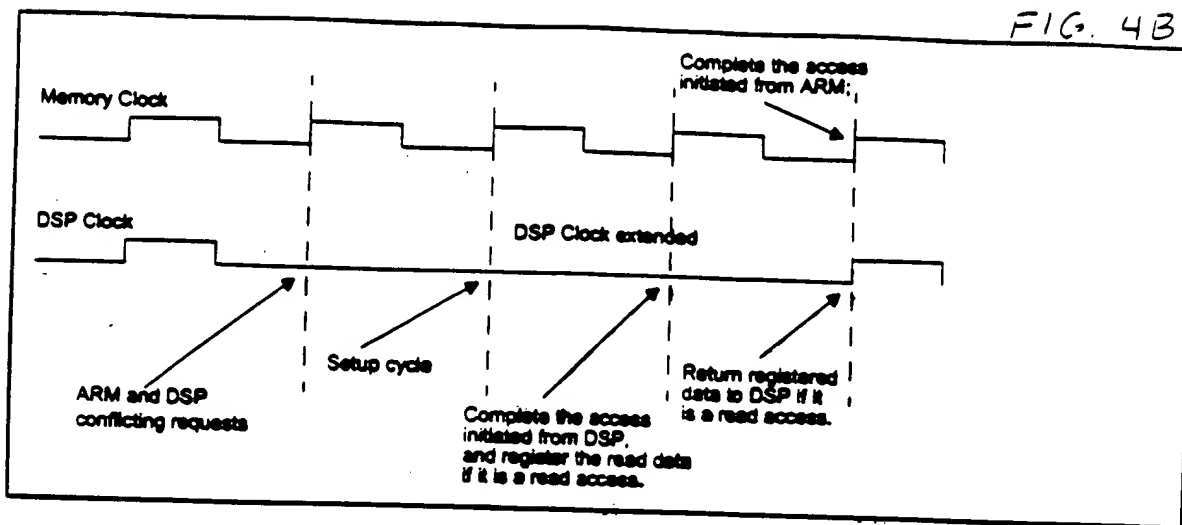 FIG. 4B
Complete the access
initiated from ARM;
Memory Clock
DSP Clock
DSP Clock extended
Setup cycle
ARM and DSP
conflicting requests
Complete the access
initiated from DSP,
and register the read data
if it is a read access.
Return registered
data to DSP if it
is a read access.